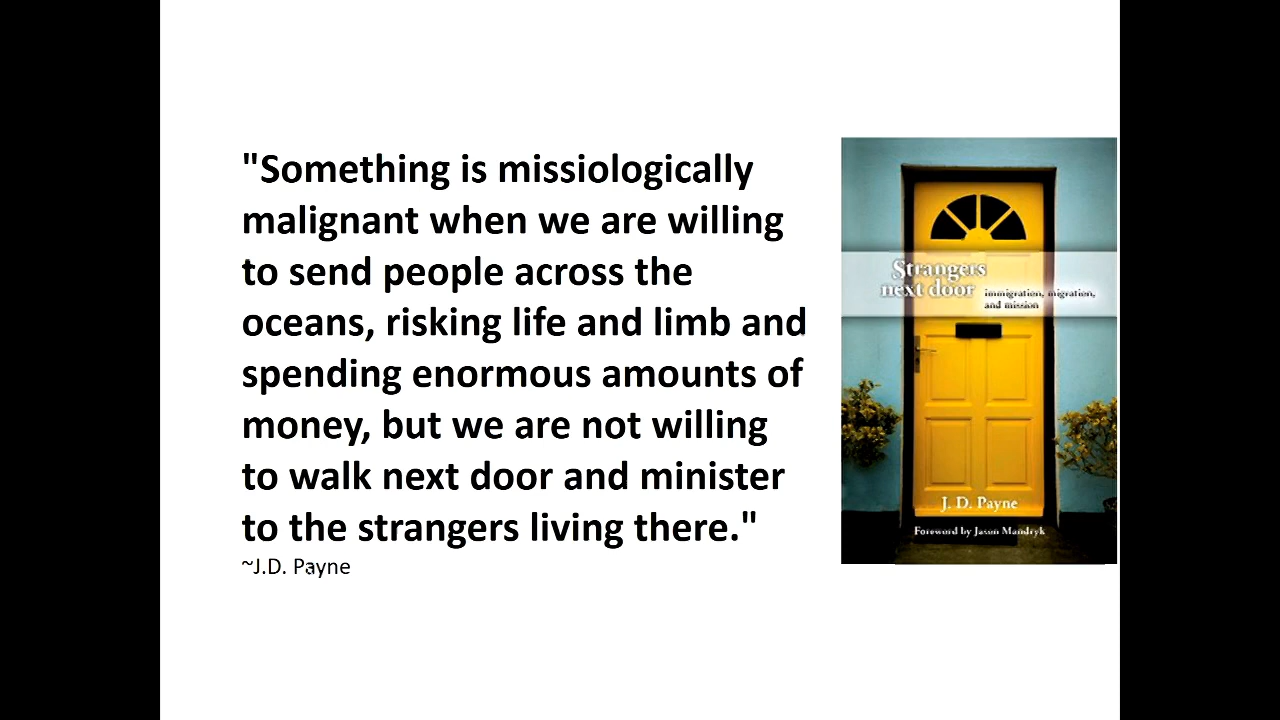 "Something is missiologically
malignant when we are willing
to send people across the
oceans, risking life and limb and
spending enormous amounts of
money, but we are not willing
to walk next door and minister
to the strangers living there."
~J.D. Payne
Strangers
next door
immigration, migration,
and mission
J. D. Payne
Foreword by Jason Mandryk